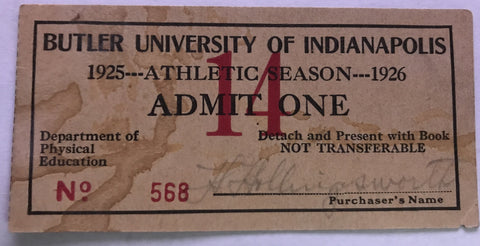 BUTLER UNIVERSITY OF INDIANAPOLIS
1925---ATHLETIC SEASON---1926
14
ADMIT ONE
Department of
Physical
Education
Detach and Present with Book
NOT TRANSFERABLE
No. 568
Hollingsworth
Purchaser's Name